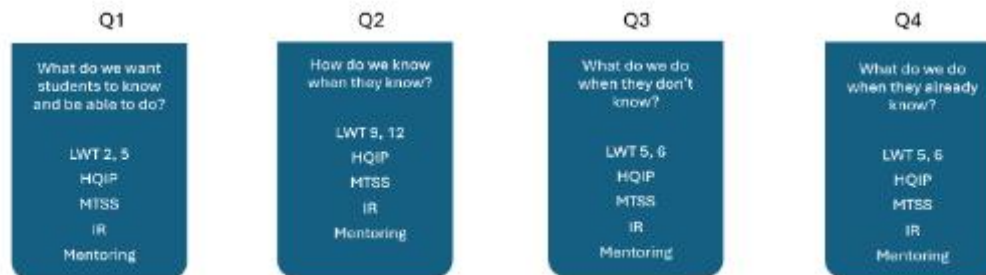 Q1
What do we want
students to know
and be able to do?
LWT 2, 5
HQIP
MTSS
IR
Mentoring
Q2
How do we know
when they know?
LWT 9, 12
HQIP
MTSS
IR
Mentoring
Q3
What do we do
when they don't
know?
LWT 5, 6
HQIP
MTSS
IR
Mentoring
Q4
What do we do
when they already
know?
LWT 5, 6
HQIP
MTSS
IR
Mentoring